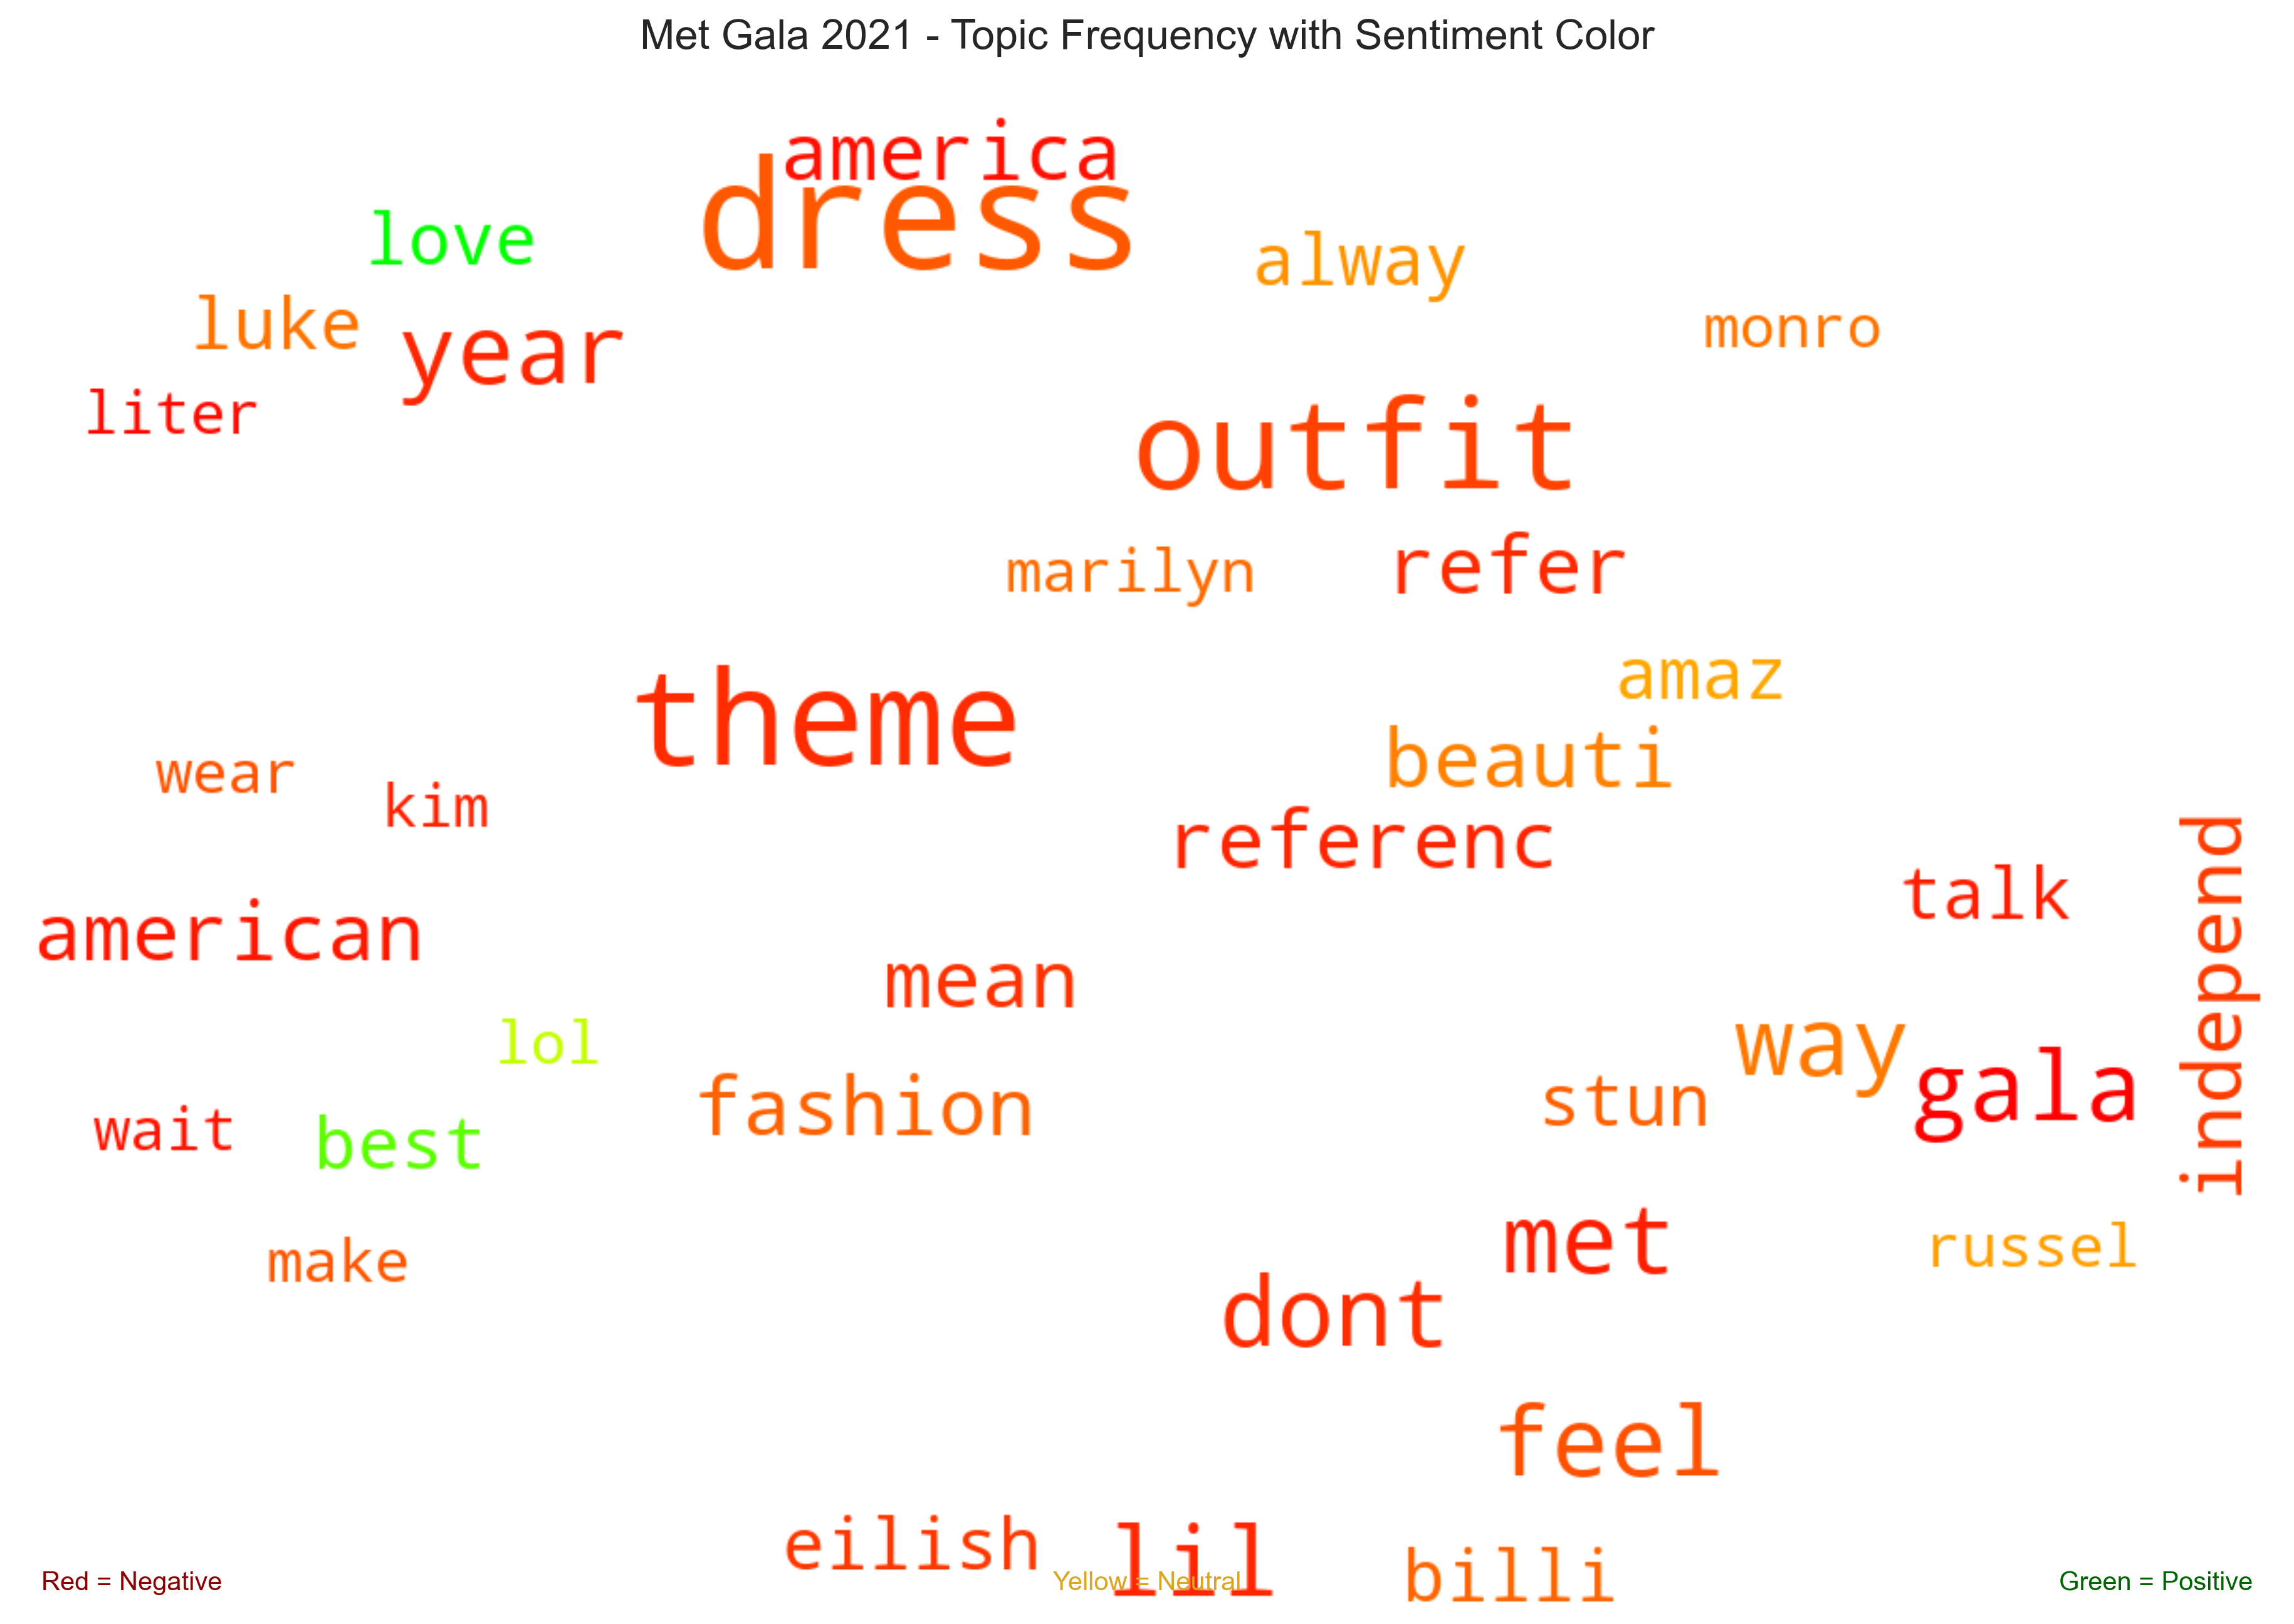 Met Gala 2021 - Topic Frequency with Sentiment Color
america
dress
love
alway
luke
monro
year
liter
outfit
marilyn
refer
theme
amaz
beauti
wear
kim
referenc
talk
independ
american
mean
lol
way
gala
fashion
stun
wait
best
met
russel
make
dont
feel
eilish
lil
billi
Red = Negative
Yellow = Neutral
Green = Positive